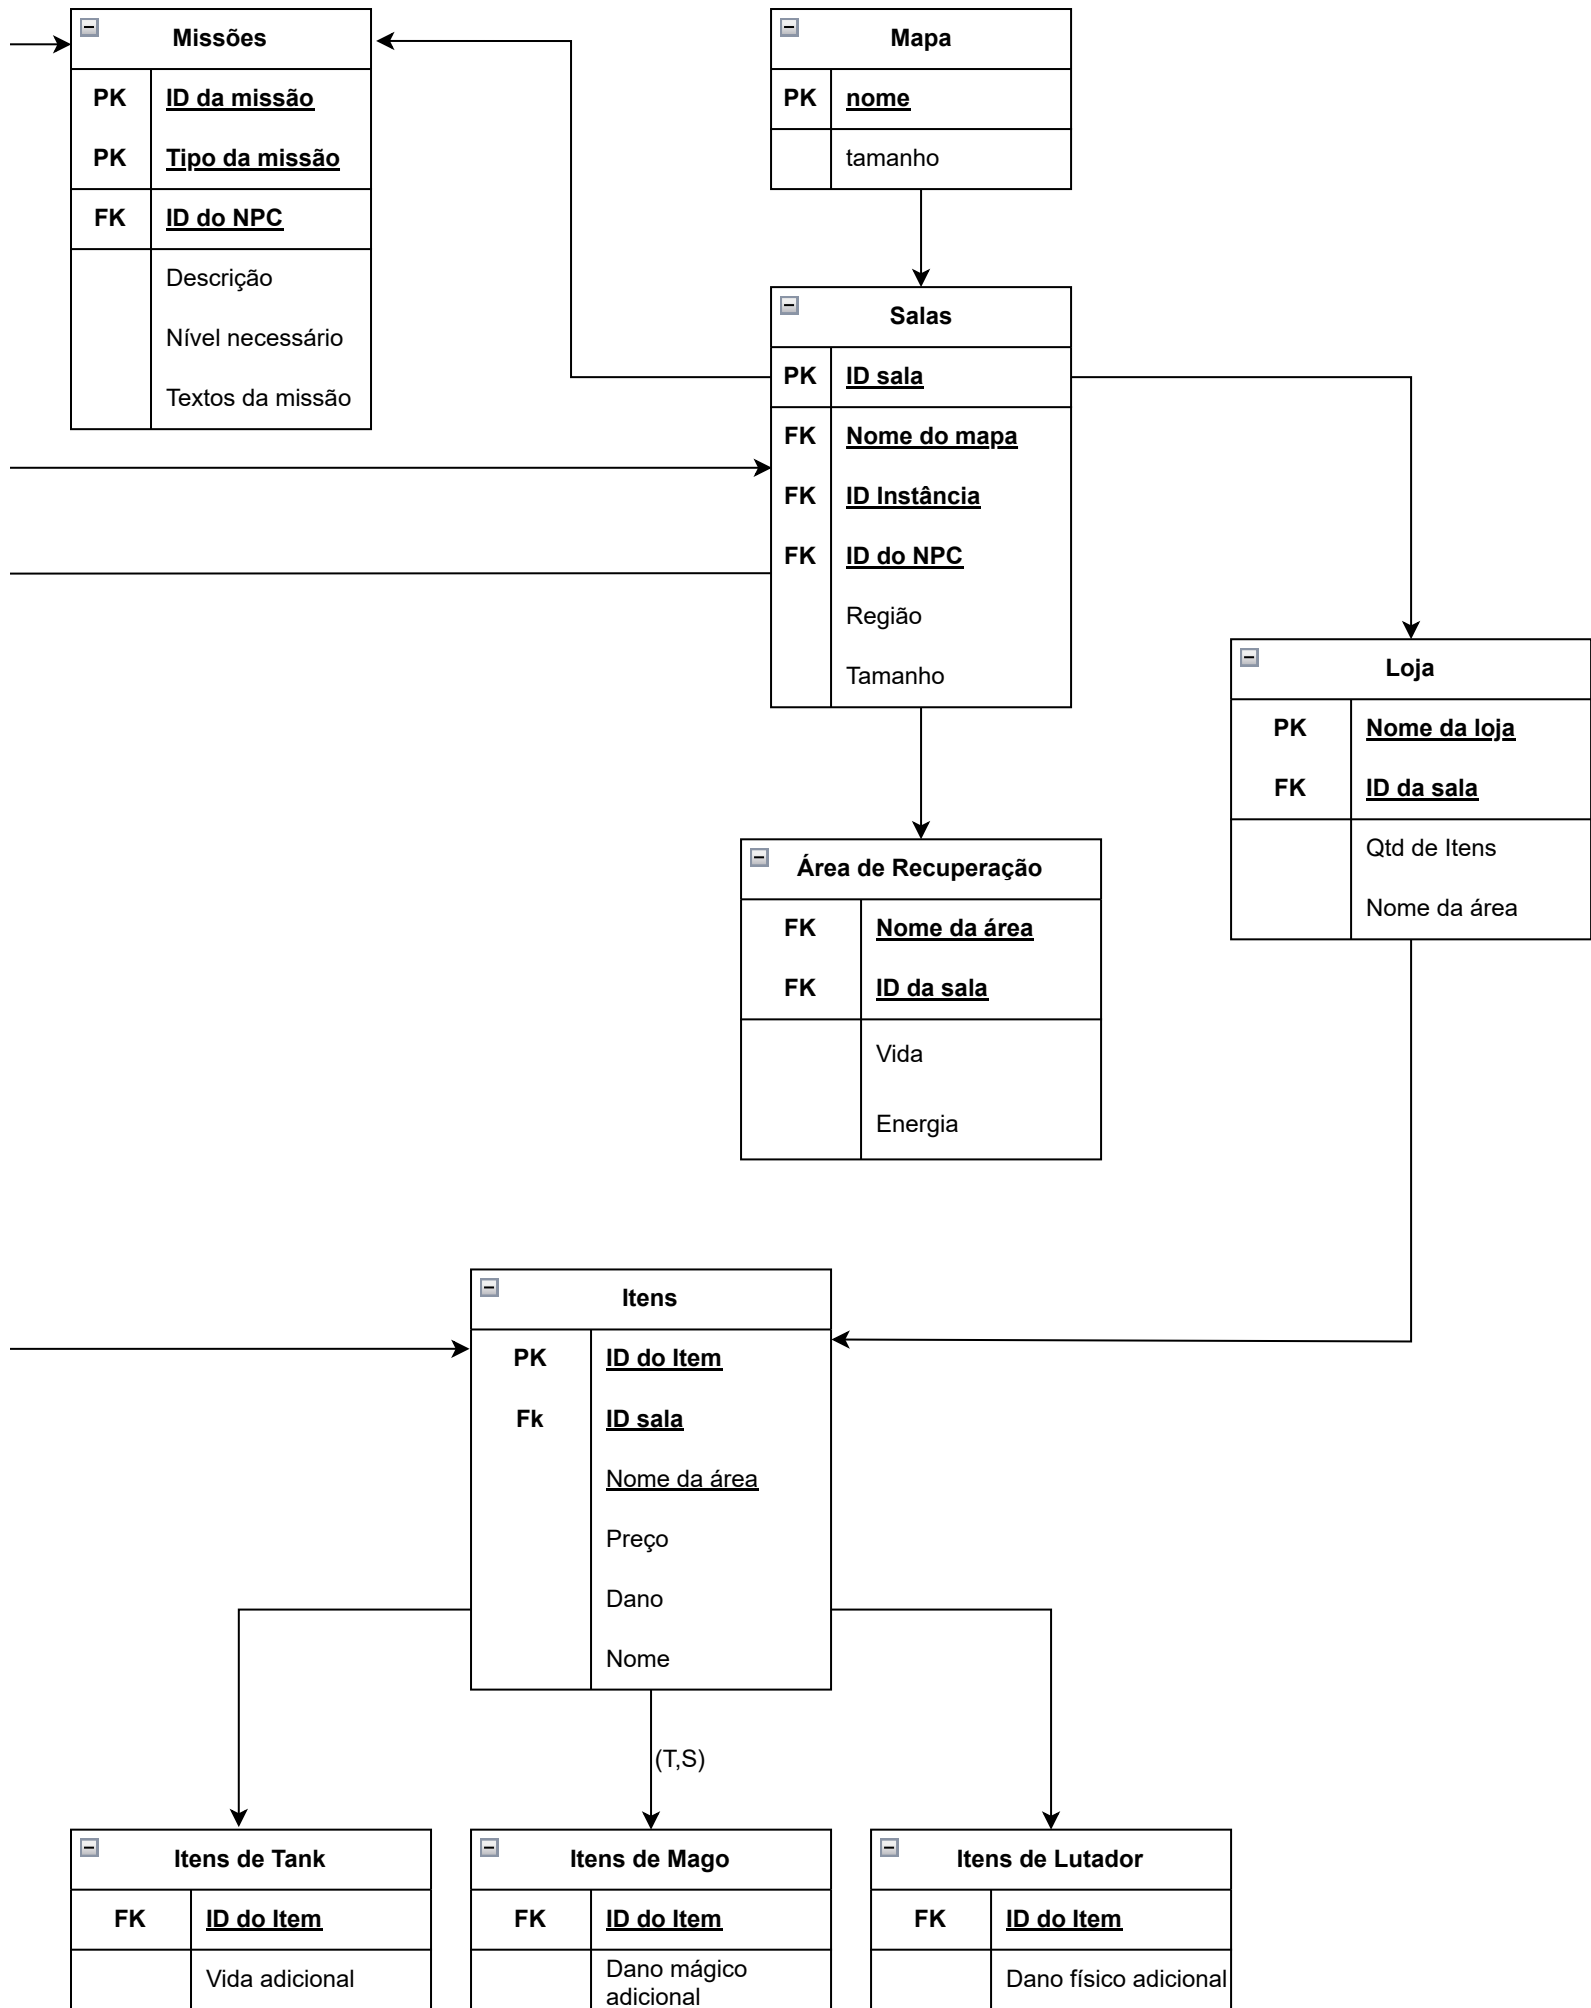 Missões
PK ID da missão
PK Tipo da missão
FK ID do NPC
Descrição
Nível necessário
Textos da missão
Mapa
PK nome
tamanho
Salas
PK ID sala
FK Nome do mapa
FK ID Instância
FK ID do NPC
Região
Tamanho
Loja
PK Nome da loja
FK ID da sala
Qtd de Itens
Nome da área
Área de Recuperação
FK Nome da área
FK ID da sala
Vida
Energia
Itens
PK ID do Item
Fk ID sala
Nome da área
Preço
Dano
Nome
(T,S)
Itens de Tank
FK ID do Item
Vida adicional
Itens de Mago
FK ID do Item
Dano mágico
adicional
Itens de Lutador
FK ID do Item
Dano físico adicional